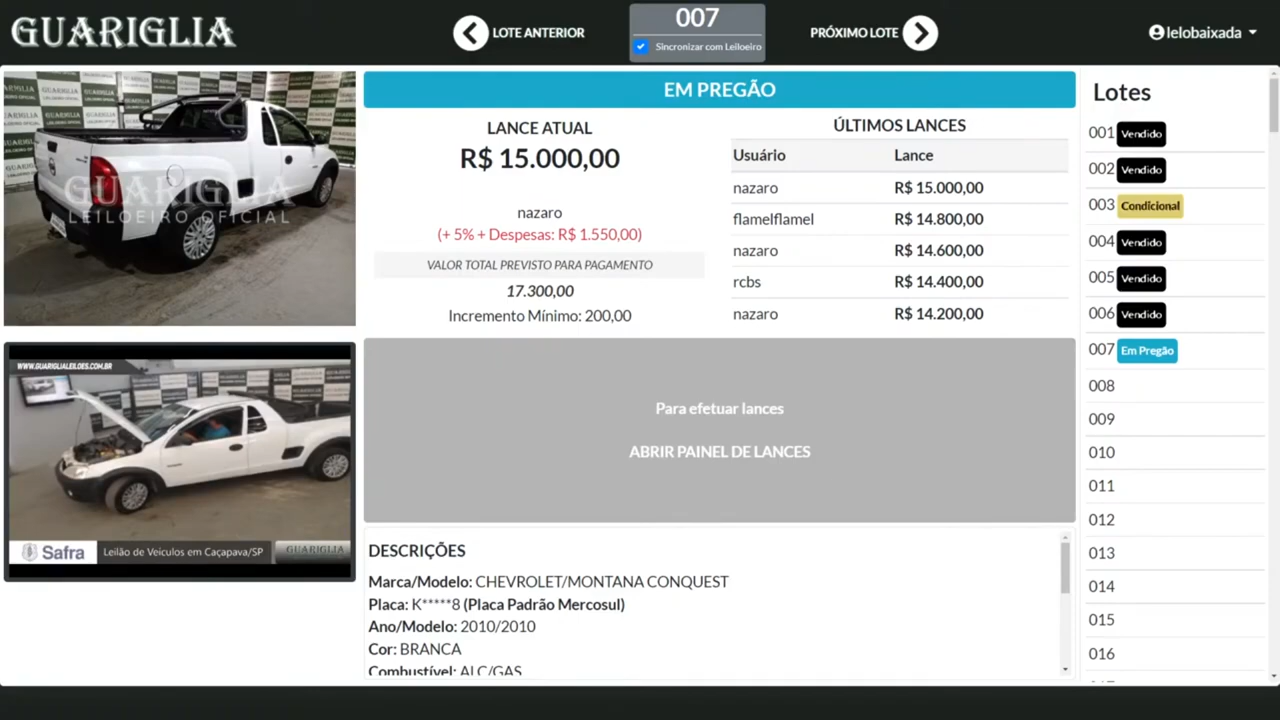 GUARIGLIA
LOTE ANTERIOR
007
Sincronizar com Leiloeiro
PRÓXIMO LOTE
lelobaixada
GUARIGLIA
LEILOEIRO OFICIAL
WWW.GUARIGLIALEILOES.COM.BR
Safra
Leilão de Veiculos em Caçapava/SP
GUARIGLIA
EM PREGÃO
LANCE ATUAL
R$ 15.000,00
nazaro
(+ 5% + Despesas: R$ 1.550,00)
VALOR TOTAL PREVISTO PARA PAGAMENTO
17.300,00
Incremento Mínimo: 200,00
ÚLTIMOS LANCES
Usuário Lance
nazaro R$ 15.000,00
flamelflamel R$ 14.800,00
nazaro R$ 14.600,00
rcbs R$ 14.400,00
nazaro R$ 14.200,00
Para efetuar lances
ABRIR PAINEL DE LANCES
DESCRIÇÕES
Marca/Modelo: CHEVROLET/MONTANA CONQUEST
Placa: K*****8 (Placa Padrão Mercosul)
Ano/Modelo: 2010/2010
Cor: BRANCA
Combustível: ALC/GAS
Lotes
001 Vendido
002 Vendido
003 Condicional
004 Vendido
005 Vendido
006 Vendido
007 Em Pregão
008
009
010
011
012
013
014
015
016